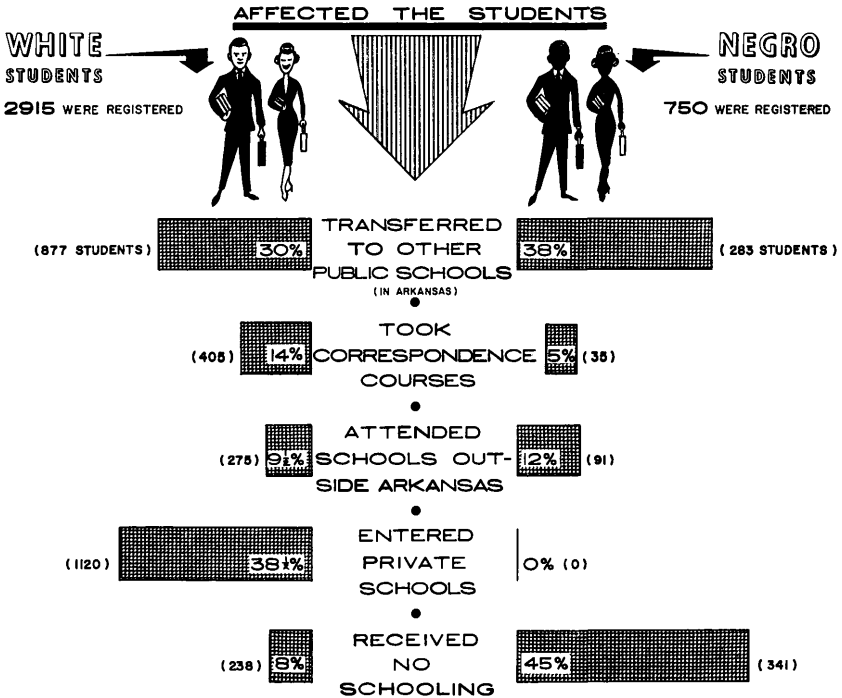 AFFECTED THE STUDENTS
WHITE
STUDENTS
2915 WERE REGISTERED
NEGRO
STUDENTS
750 WERE REGISTERED
(877 STUDENTS)
30%
TRANSFERRED
TO OTHER
PUBLIC SCHOOLS
(IN ARKANSAS)
38%
(283 STUDENTS)
(405)
14%
TOOK
CORRESPONDENCE
COURSES
5%
(35)
(275)
9½%
ATTENDED
SCHOOLS OUT-
SIDE ARKANSAS
12%
(91)
(1120)
38½%
ENTERED
PRIVATE
SCHOOLS
0% (0)
(238)
8%
RECEIVED
NO
SCHOOLING
45%
(341)